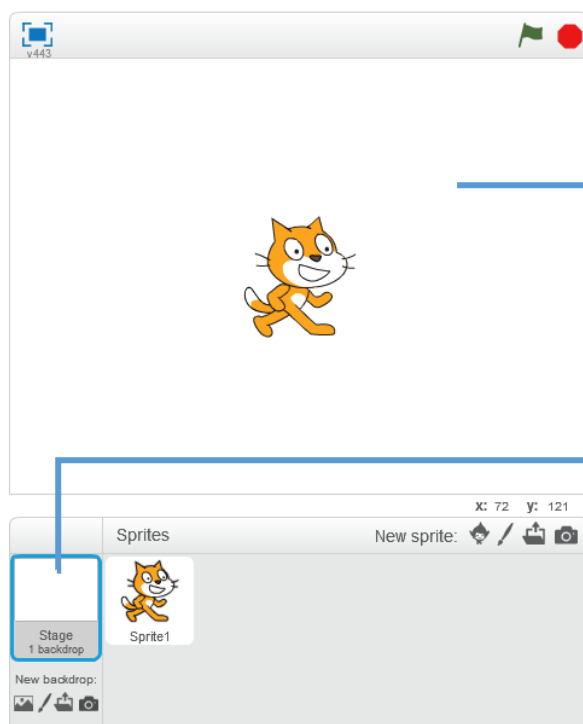 v443
x: 72 y: 121
Sprites New sprite:
Stage
1 backdrop
Sprite1
New backdrop: